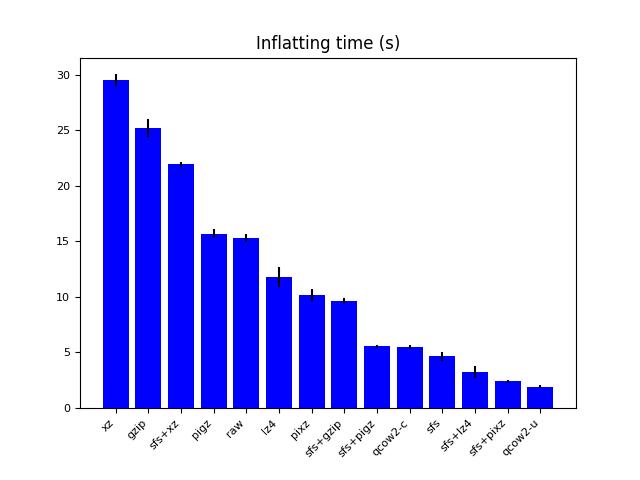 Inflatting time (s)
30
25
20
15
10
5
0
xz
gzip
sfs+xz
pigz
raw
lz4
pixz
sfs+gzip
sfs+pigz
qcow2-c
sfs
sfs+lz4
sfs+pixz
qcow2-u